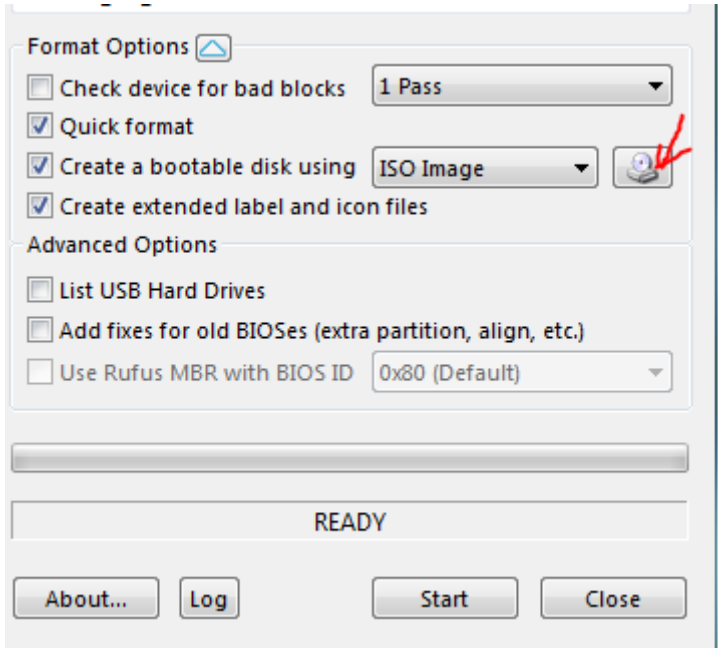 Format Options
Check device for bad blocks 1 Pass
Quick format
Create a bootable disk using ISO Image
Create extended label and icon files
Advanced Options
List USB Hard Drives
Add fixes for old BIOSes (extra partition, align, etc.)
Use Rufus MBR with BIOS ID 0x80 (Default)
READY
About... Log Start Close